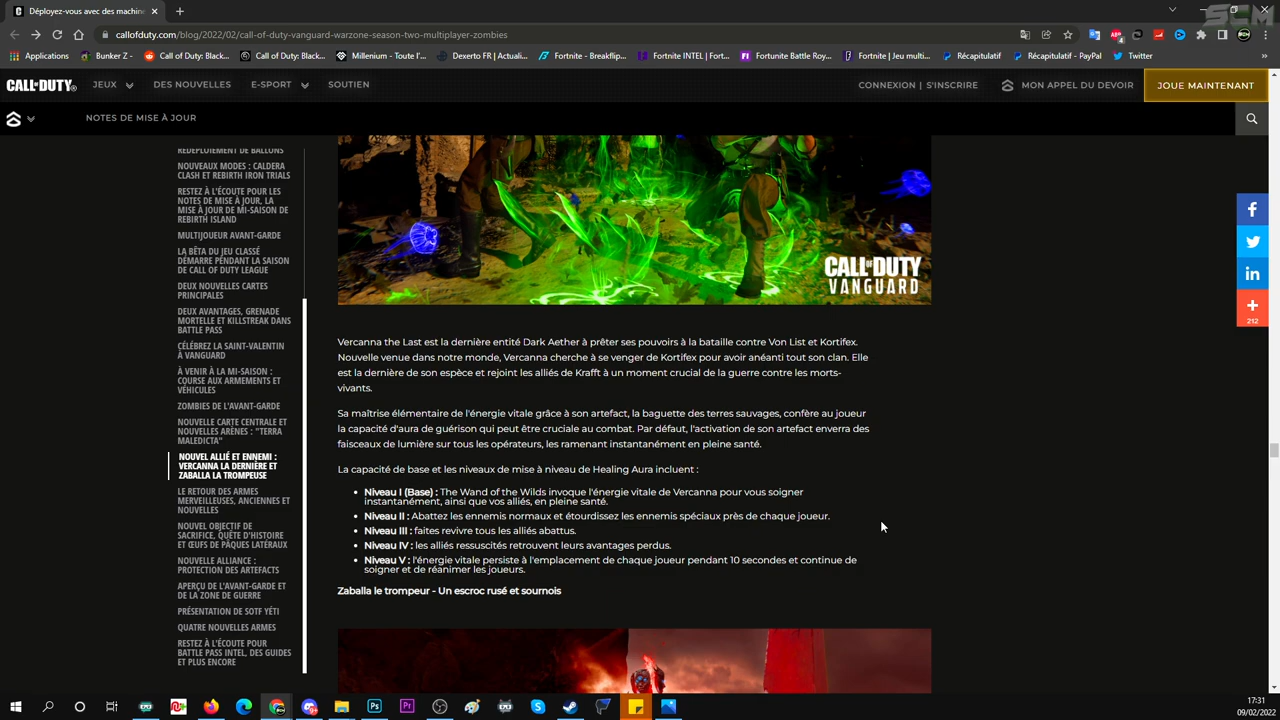 Déployez-vous avec des machin
SCM
callofduty.com/blog/2022/02/call-of-duty-vanguard-warzone-season-two-multiplayer-zombies
Applications
Bunker Z -
Call of Duty: Black...
Call of Duty: Black...
Millenium - Toute l'...
Dexerto FR | Actuali...
Fortnite - Breakflip...
Fortnite INTEL | Fort...
Fortunite Battle Roy...
Fortnite | Jeu multi...
Récapitulatif
Récapitulatif - PayPal
Twitter
CALL OF DUTY
JEUX
DES NOUVELLES
E-SPORT
SOUTIEN
CONNEXION | S'INSCRIRE
MON APPEL DU DEVOIR
JOUE MAINTENANT
NOTES DE MISE À JOUR
REDÉPLOIEMENT DE BALLONS
NOUVEAUX MODES : CALDERA
CLASH ET REBIRTH IRON TRIALS
RESTEZ À L'ÉCOUTE POUR LES
NOTES DE MISE À JOUR, LA
MISE À JOUR DE MI-SAISON DE
REBIRTH ISLAND
MULTIJOUEUR AVANT-GARDE
LA BÊTA DU JEU CLASSÉ
DÉMARRE PENDANT LA SAISON
DE CALL OF DUTY LEAGUE
DEUX NOUVELLES CARTES
PRINCIPALES
DEUX AVANTAGES, GRENADE
MORTELLE ET KILLSTREAK DANS
BATTLE PASS
CÉLÉBREZ LA SAINT-VALENTIN
À VANGUARD
À VENIR À LA MI-SAISON :
COURSE AUX ARMEMENTS ET
VÉHICULES
ZOMBIES DE L'AVANT-GARDE
NOUVELLE CARTE CENTRALE ET
NOUVELLES ARÈNES : "TERRA
MALEDICTA"
NOUVEL ALLIÉ ET ENNEMI :
VERCANNA LA DERNIÈRE ET
ZABALLA LA TROMPEUSE
LE RETOUR DES ARMES
MERVEILLEUSES, ANCIENNES ET
NOUVELLES
NOUVEL OBJECTIF DE
SACRIFICE, QUÊTE D'HISTOIRE
ET ŒUFS DE PÂQUES LATÉRAUX
NOUVELLE ALLIANCE :
PROTECTION DES ARTEFACTS
APERÇU DE L'AVANT-GARDE ET
DE LA ZONE DE GUERRE
PRÉSENTATION DE SOTF YÉTI
QUATRE NOUVELLES ARMES
RESTEZ À L'ÉCOUTE POUR
BATTLE PASS INTEL, DES GUIDES
ET PLUS ENCORE
CALL OF DUTY
VANGUARD
Vercanna the Last est la dernière entité Dark Aether à prêter ses pouvoirs à la bataille contre Von List et Kortifex.
Nouvelle venue dans notre monde, Vercanna cherche à se venger de Kortifex pour avoir anéanti tout son clan. Elle
est la dernière de son espèce et rejoint les alliés de Krafft à un moment crucial de la guerre contre les morts-
vivants.
Sa maîtrise élémentaire de l'énergie vitale grâce à son artefact, la baguette des terres sauvages, confère au joueur
la capacité d'aura de guérison qui peut être cruciale au combat. Par défaut, l'activation de son artefact enverra des
faisceaux de lumière sur tous les opérateurs, les ramenant instantanément en pleine santé.
La capacité de base et les niveaux de mise à niveau de Healing Aura incluent :
• Niveau I (Base) : The Wand of the Wilds invoque l'énergie vitale de Vercanna pour vous soigner
instantanément, ainsi que vos alliés, en pleine santé.
• Niveau II : Abattez les ennemis normaux et étourdissez les ennemis spéciaux près de chaque joueur.
• Niveau III : faites revivre tous les alliés abattus.
• Niveau IV : les alliés ressuscités retrouvent leurs avantages perdus.
• Niveau V : l'énergie vitale persiste à l'emplacement de chaque joueur pendant 10 secondes et continue de
soigner et de réanimer les joueurs.
Zaballa le trompeur - Un escroc rusé et sournois
212
17:31
09/02/2022